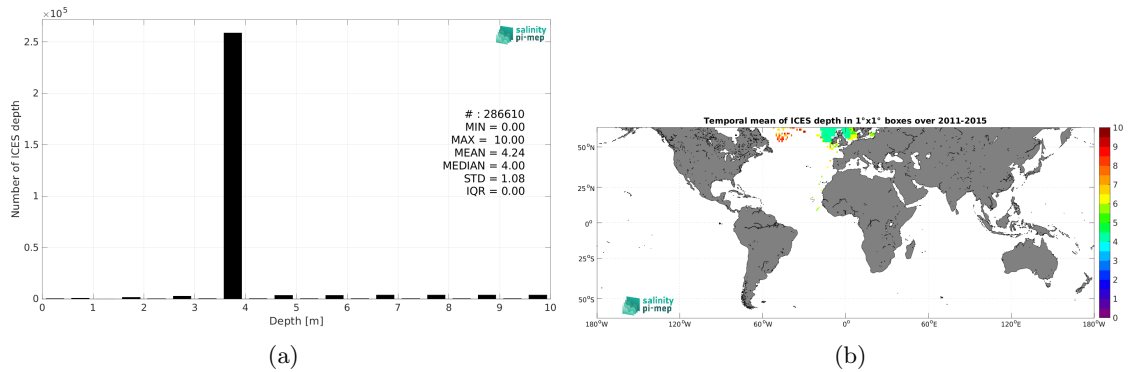 ×10⁵
2.5
2
1.5
1
0.5
0
Number of ICES depth
salinity
pi-mep
# : 286610
MIN = 0.00
MAX = 10.00
MEAN = 4.24
MEDIAN = 4.00
STD = 1.08
IQR = 0.00
0 1 2 3 4 5 6 7 8 9 10
Depth [m]
(a)
Temporal mean of ICES depth in 1°x1° boxes over 2011-2015
50°N
25°N
0°
25°S
50°S
salinity
pi-mep
180°W 120°W 60°W 0° 60°E 120°E 180°W
10
9
8
7
6
5
4
3
2
1
0
(b)